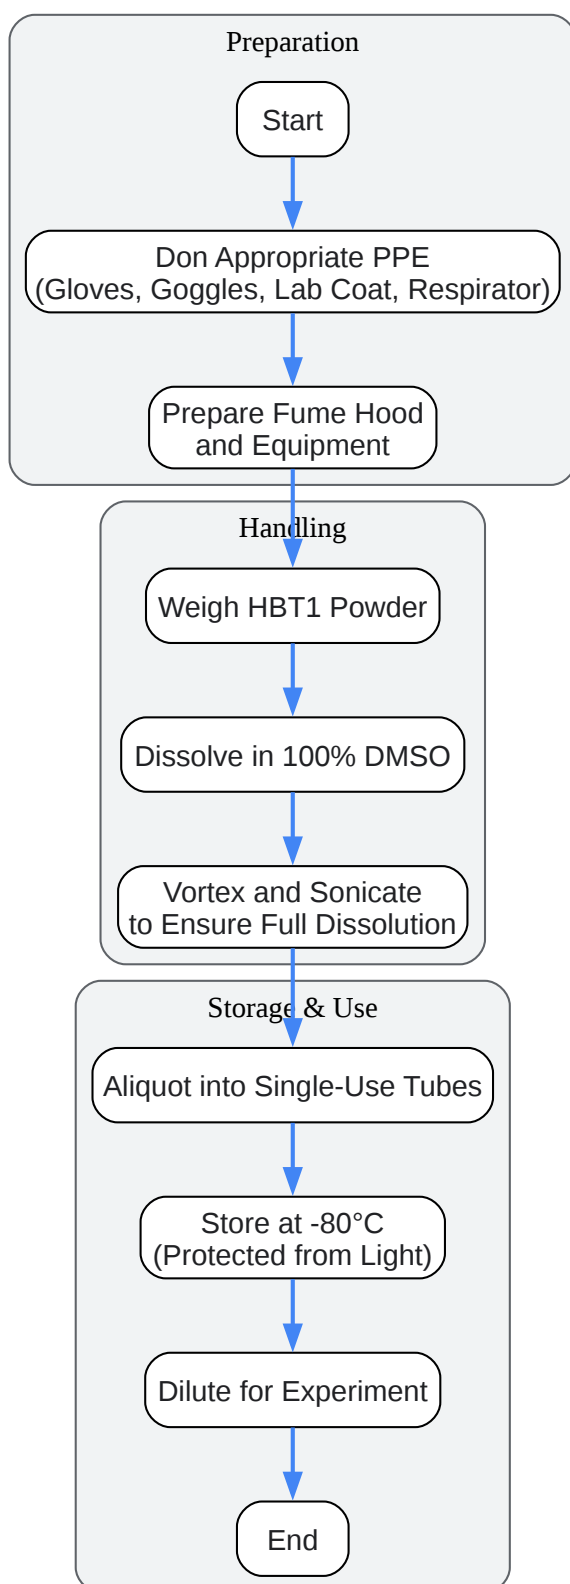 Preparation
Start
Don Appropriate PPE
(Gloves, Goggles, Lab Coat, Respirator)
Prepare Fume Hood
and Equipment
Handling
Weigh HBT1 Powder
Dissolve in 100% DMSO
Vortex and Sonicate
to Ensure Full Dissolution
Storage & Use
Aliquot into Single-Use Tubes
Store at -80°C
(Protected from Light)
Dilute for Experiment
End